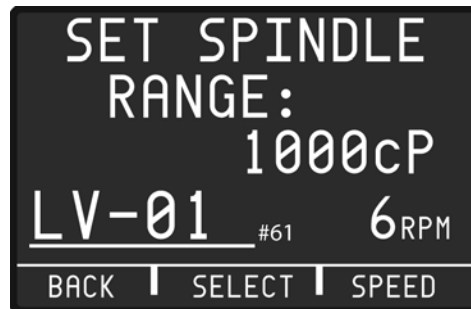 SET SPINDLE
RANGE:
1000cP
LV-01 #61 6RPM
BACK SELECT SPEED